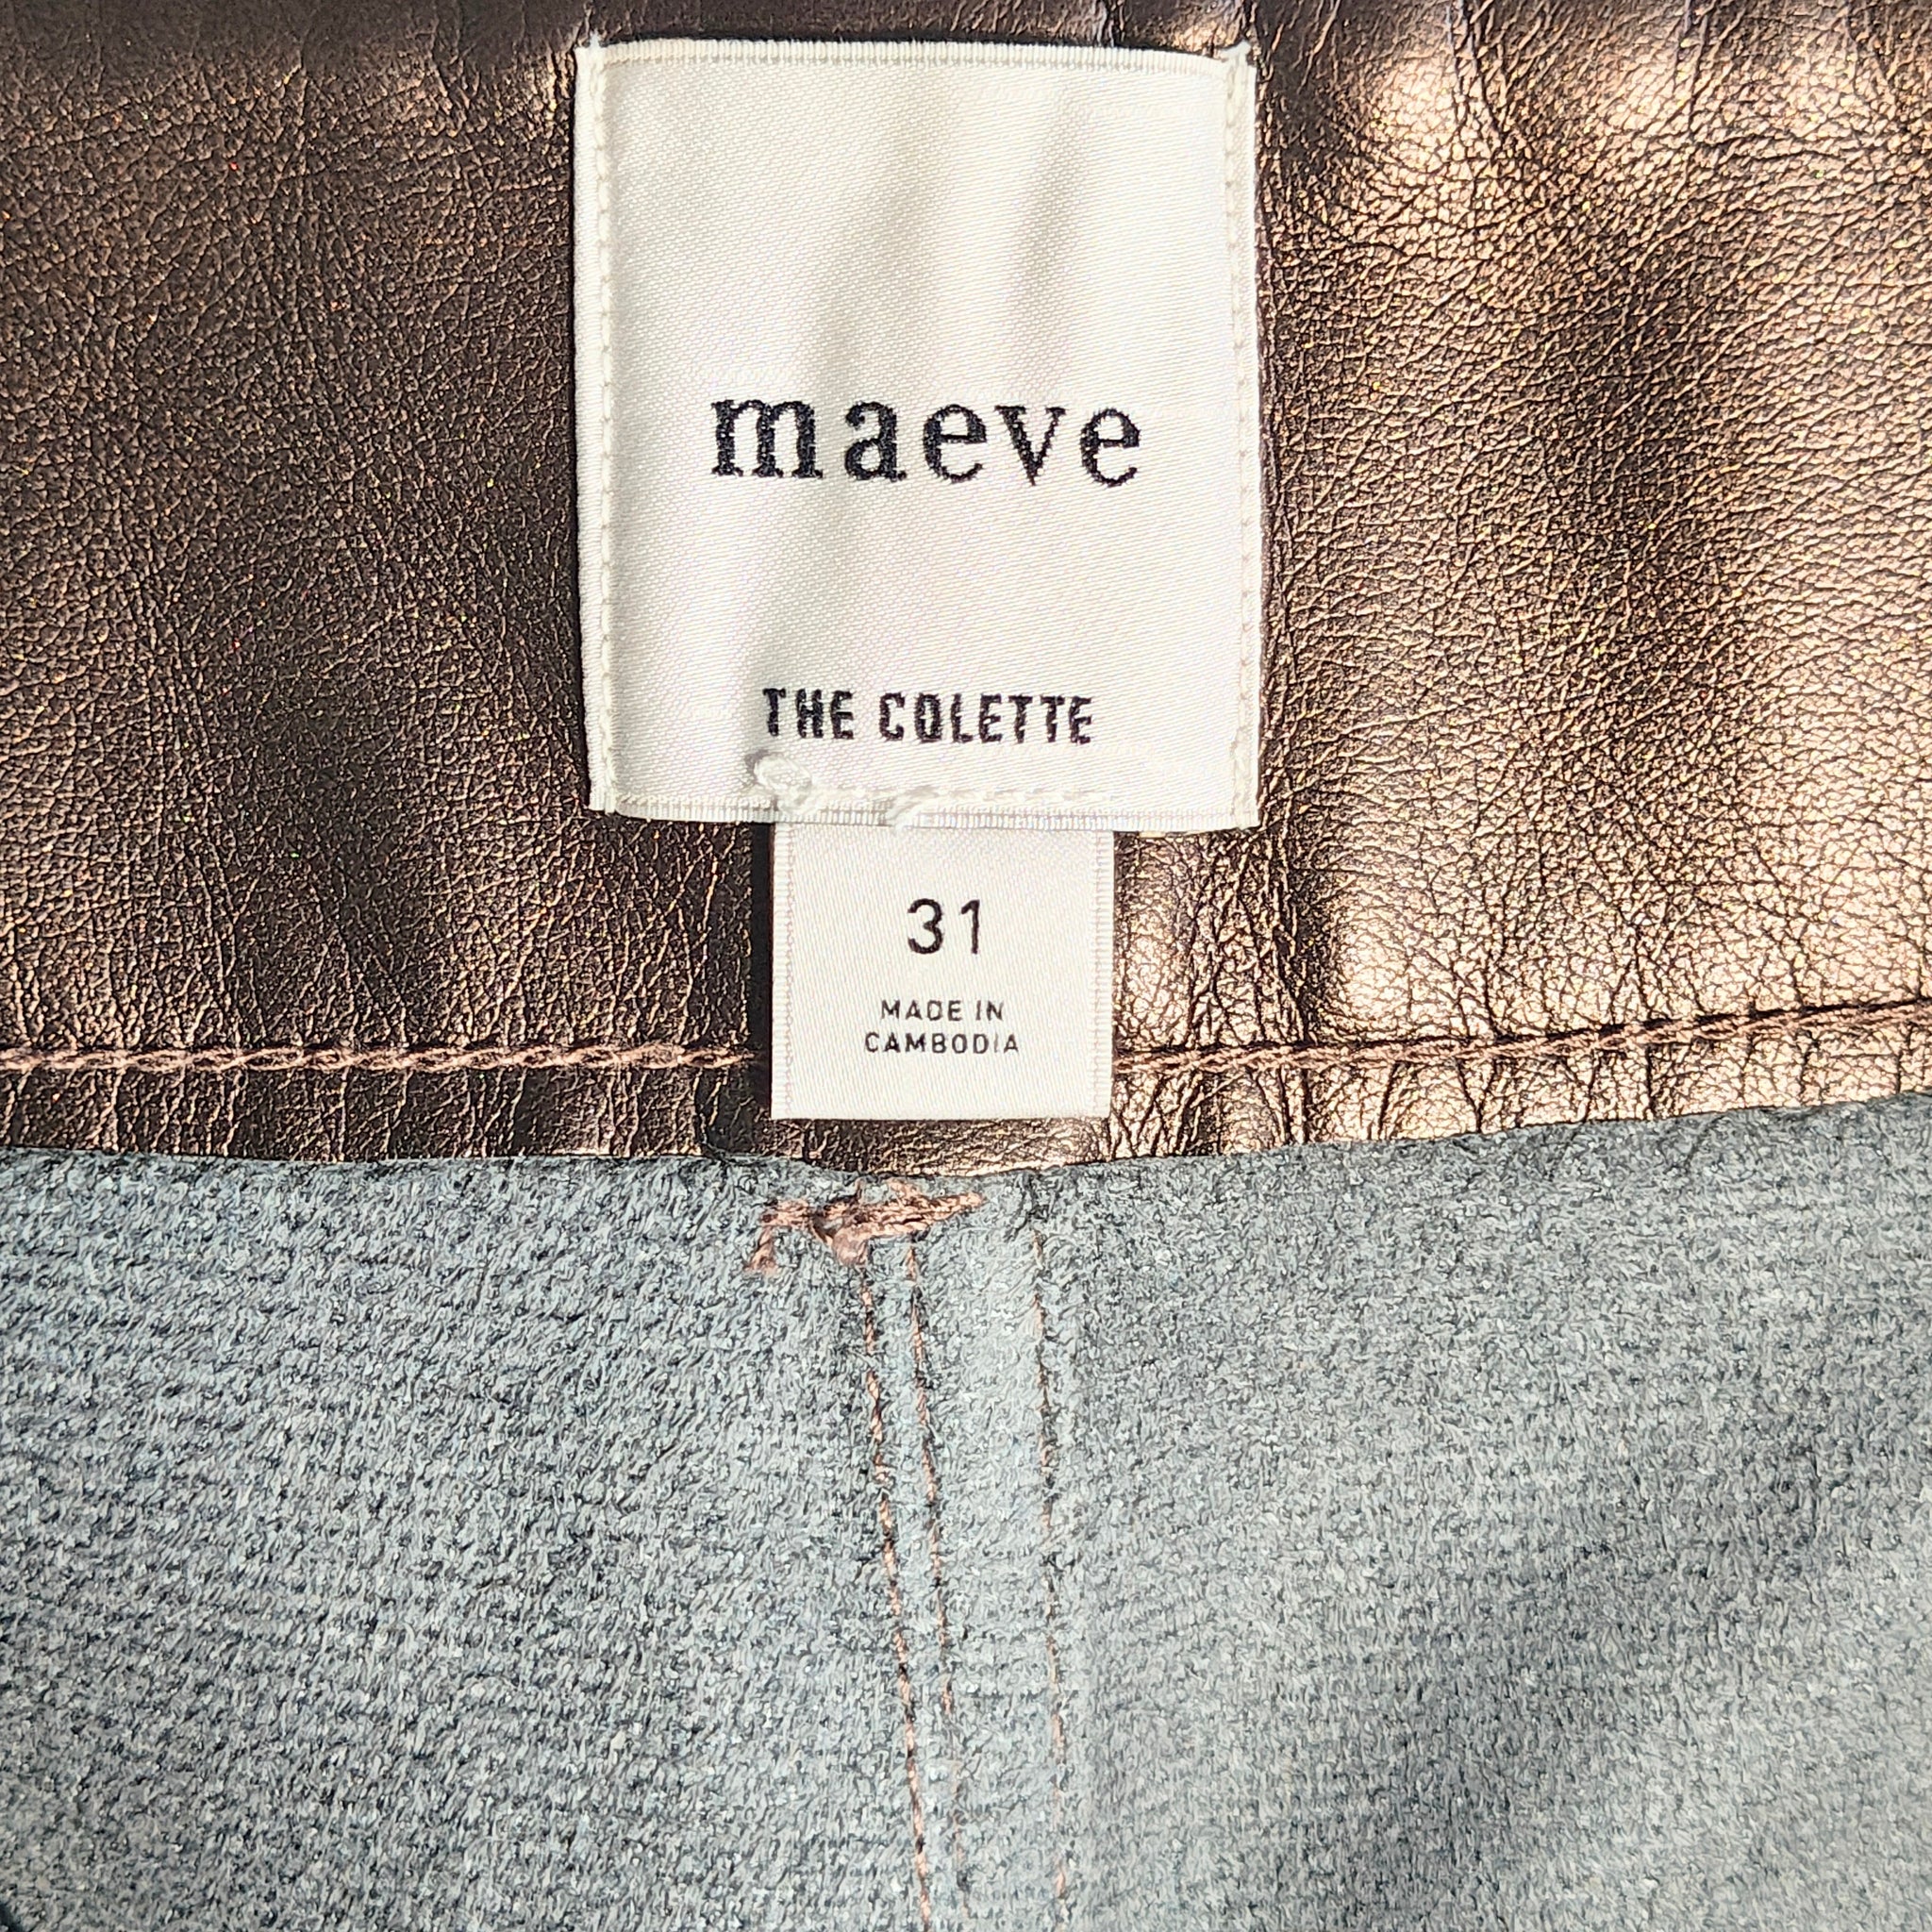 maeve
THE COLETTE
31
MADE IN
CAMBODIA